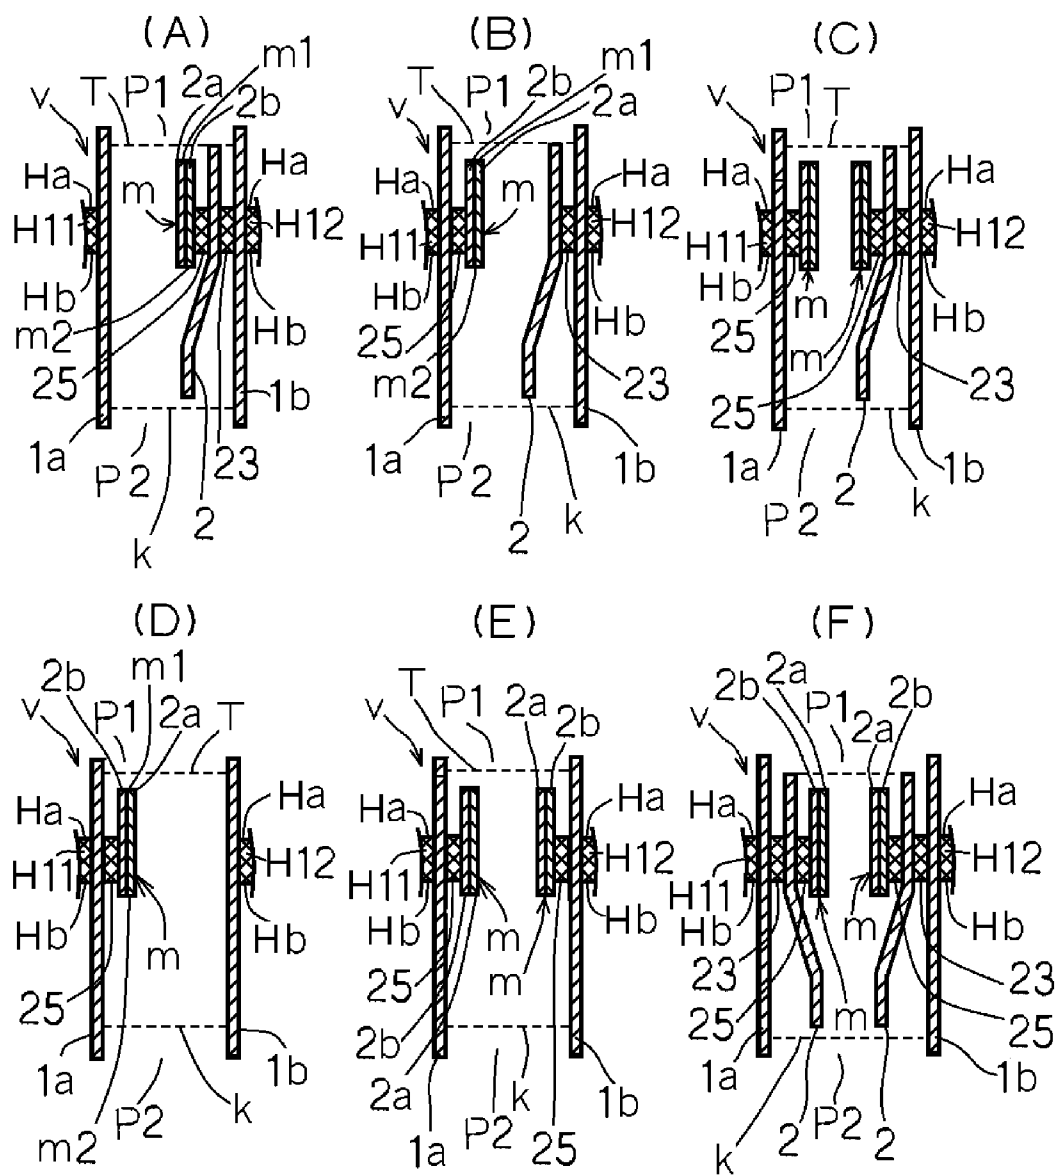 (A)
m1
T P1 2a 2b
v
Ha Ha
m
H11 H12
Hb Hb
m2
25
1b
1a P2 23
2
k
(B)
m1
2b
T P1 2a
v
Ha Ha
m
H11 H12
Hb Hb
25
m2 23
1a P2 1b
k
2
(C)
P1 T
v
Ha Ha
H11 H12
Hb Hb
25 m
m 23
25
1a 2 1b
P2 k
(D)
2b m1
P1 2a T
v
Ha Ha
H11 H12
Hb Hb
m
25
1a 1b
P2 k
m2
(E)
T P1 2a 2b
v
Ha Ha
H11 H12
Hb Hb
m
25 m
2b
2a k 1b
1a P2 25
(F)
2b 2a 2b
P1 2a
v
Ha Ha
H11 H12
m
Hb Hb
23 23
25 m 25
1a 1b
P2
k 2 2